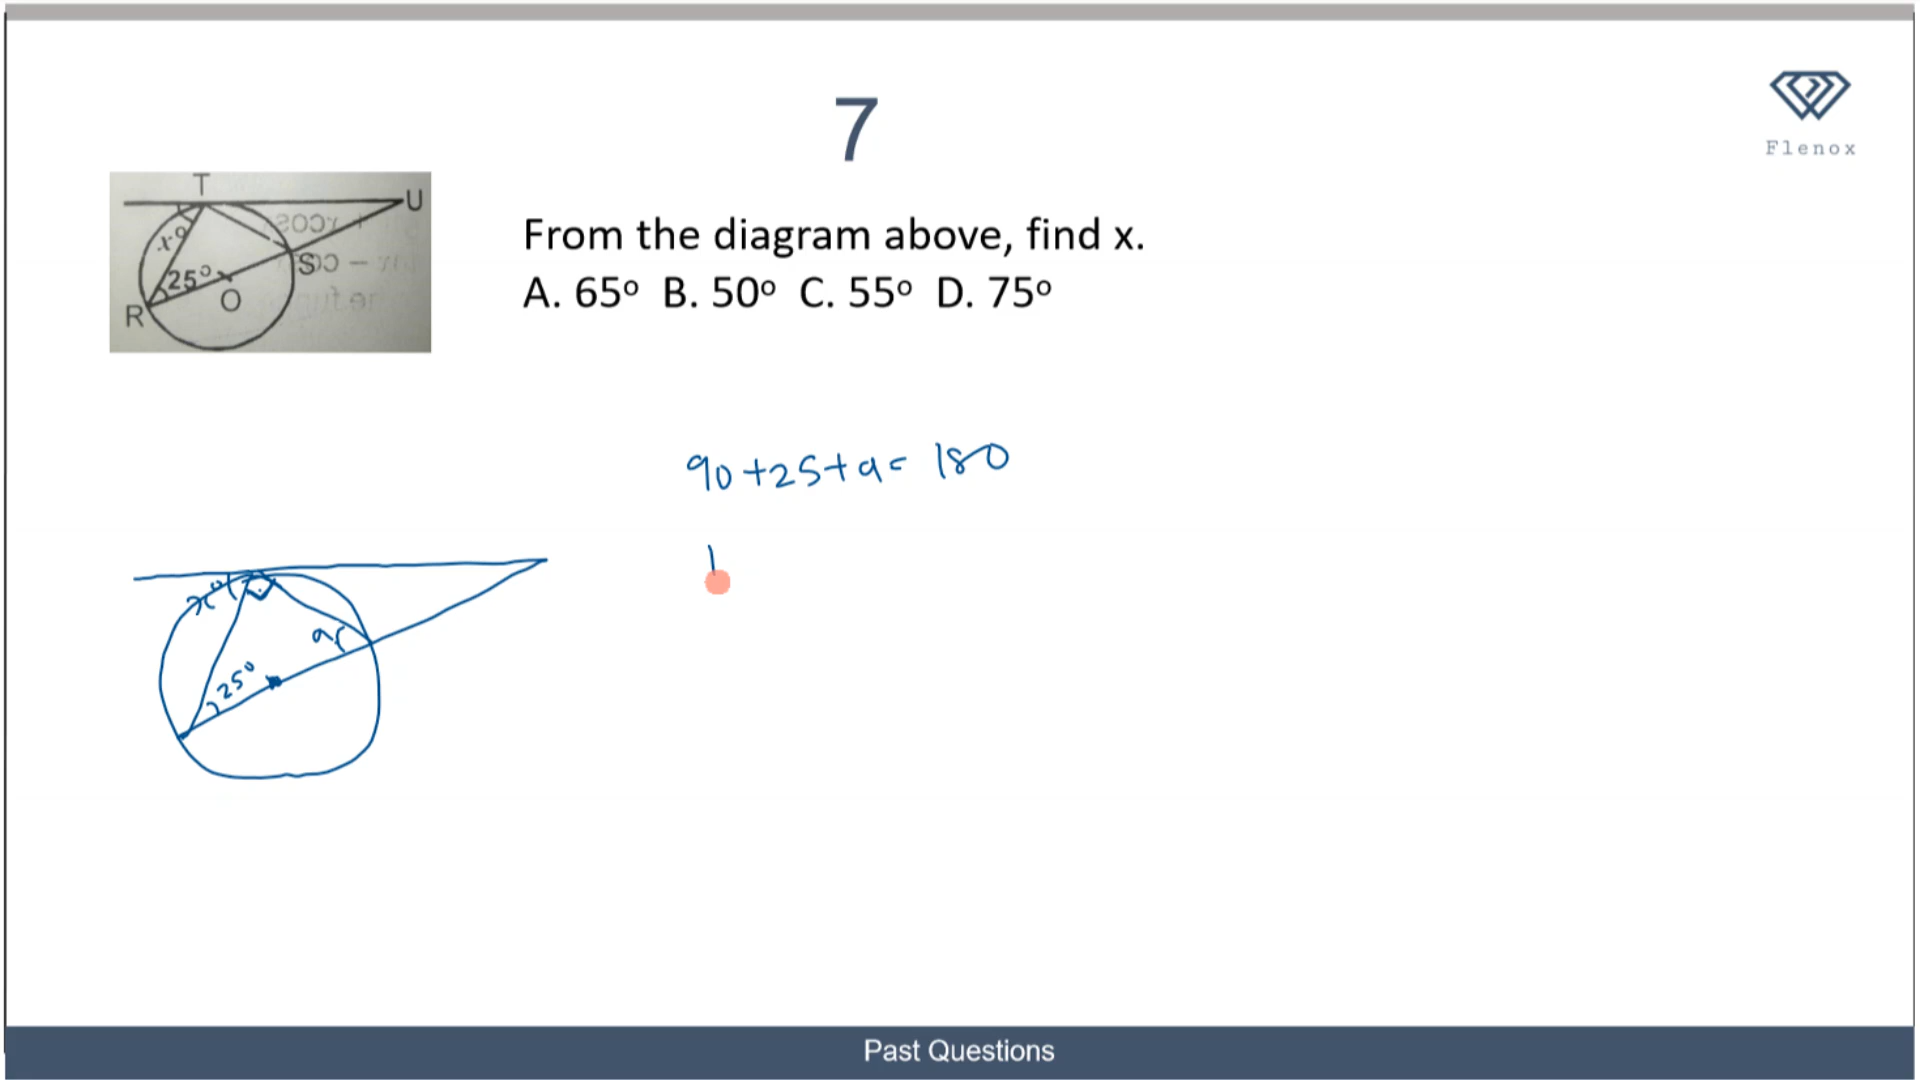 7
Flenox
T
U
x°
25°
S
O
R
From the diagram above, find x.
A. 65° B. 50° C. 55° D. 75°
90+25+a= 180
x°
a
25°
Past Questions